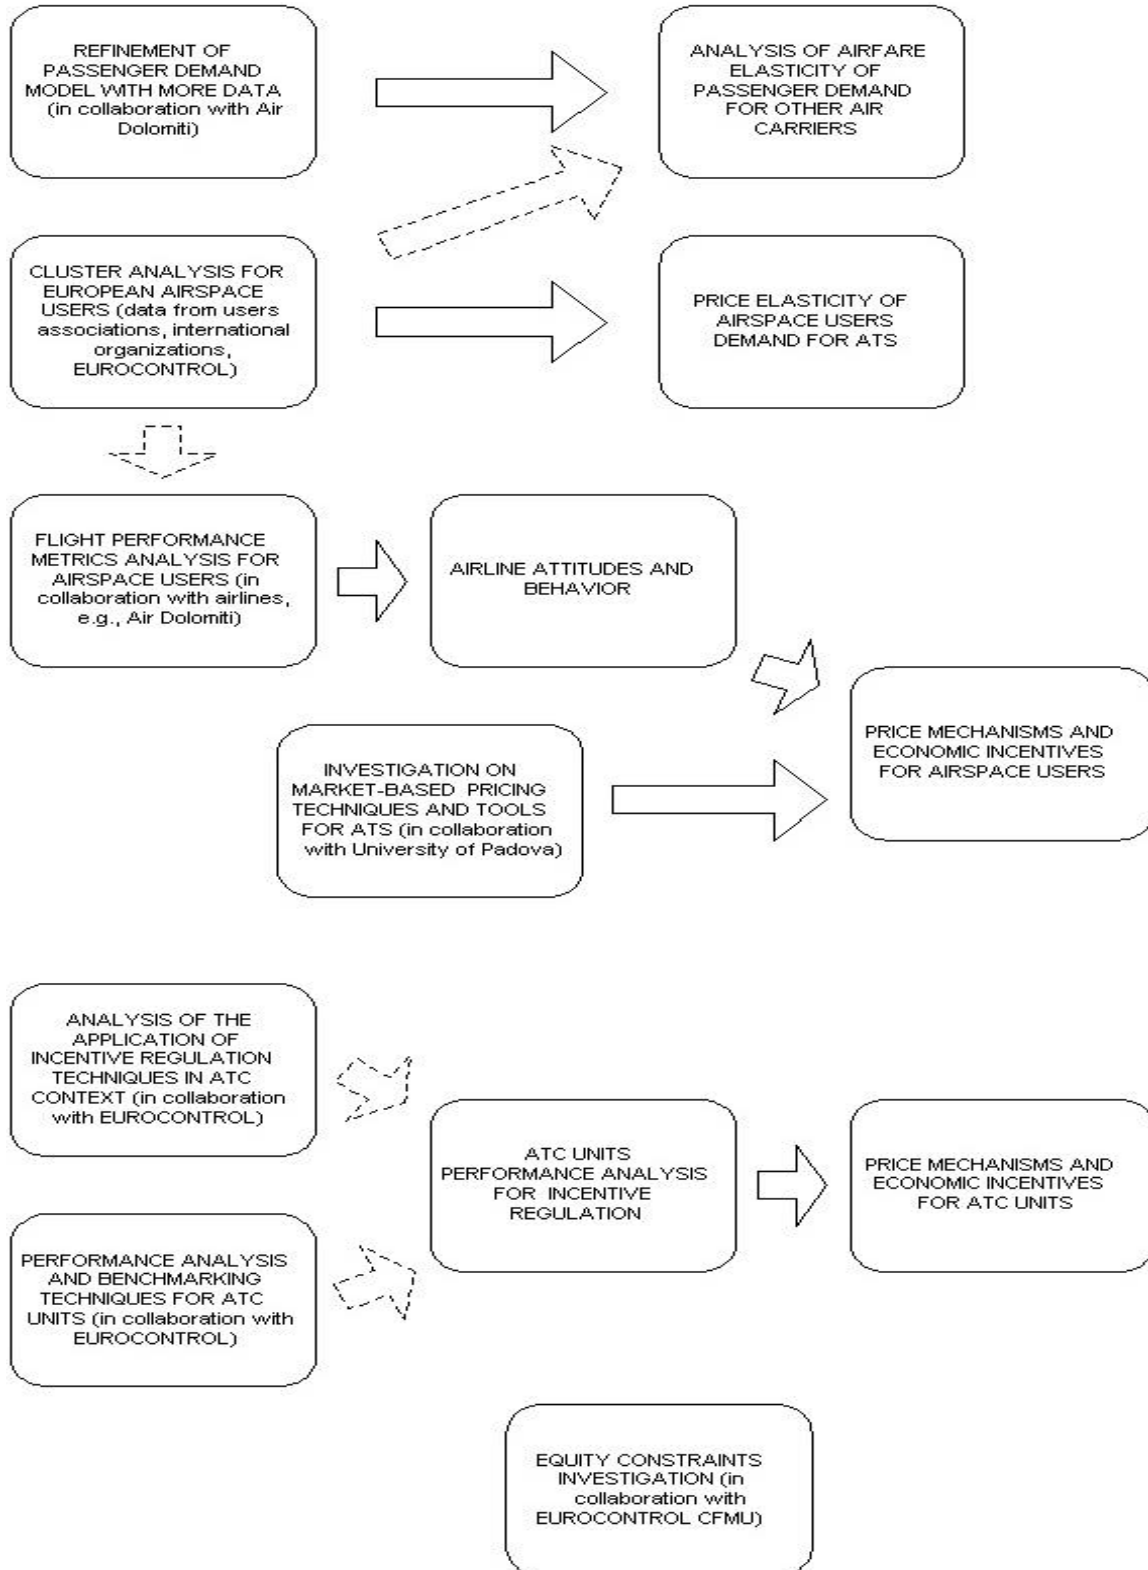 REFINEMENT OF
PASSENGER DEMAND
MODEL WITH MORE DATA
(in collaboration with Air
Dolomiti)
ANALYSIS OF AIRFARE
ELASTICITY OF
PASSENGER DEMAND
FOR OTHER AIR
CARRIERS
CLUSTER ANALYSIS FOR
EUROPEAN AIRSPACE
USERS (data from users
associations, international
organizations,
EUROCONTROL)
PRICE ELASTICITY OF
AIRSPACE USERS
DEMAND FOR ATS
FLIGHT PERFORMANCE
METRICS ANALYSIS FOR
AIRSPACE USERS (in
collaboration with airlines,
e.g., Air Dolomiti)
AIRLINE ATTITUDES AND
BEHAVIOR
INVESTIGATION ON
MARKET-BASED PRICING
TECHNIQUES AND TOOLS
FOR ATS (in collaboration
with University of Padova)
PRICE MECHANISMS AND
ECONOMIC INCENTIVES
FOR AIRSPACE USERS
ANALYSIS OF THE
APPLICATION OF
INCENTIVE REGULATION
TECHNIQUES IN ATC
CONTEXT (in collaboration
with EUROCONTROL)
ATC UNITS
PERFORMANCE ANALYSIS
FOR INCENTIVE
REGULATION
PRICE MECHANISMS AND
ECONOMIC INCENTIVES
FOR ATC UNITS
PERFORMANCE ANALYSIS
AND BENCHMARKING
TECHNIQUES FOR ATC
UNITS (in collaboration with
EUROCONTROL)
EQUITY CONSTRAINTS
INVESTIGATION (in
collaboration with
EUROCONTROL CFMU)